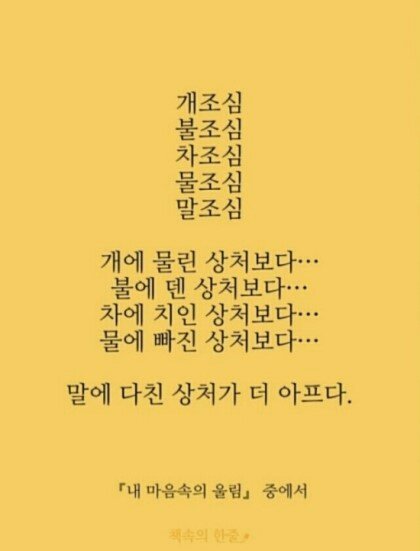 개조심
불조심
차조심
물조심
말조심
개에 물린 상처보다…
불에 덴 상처보다…
차에 치인 상처보다…
물에 빠진 상처보다…
말에 다친 상처가 더 아프다.
『내 마음속의 울림』 중에서
책속의 한줄